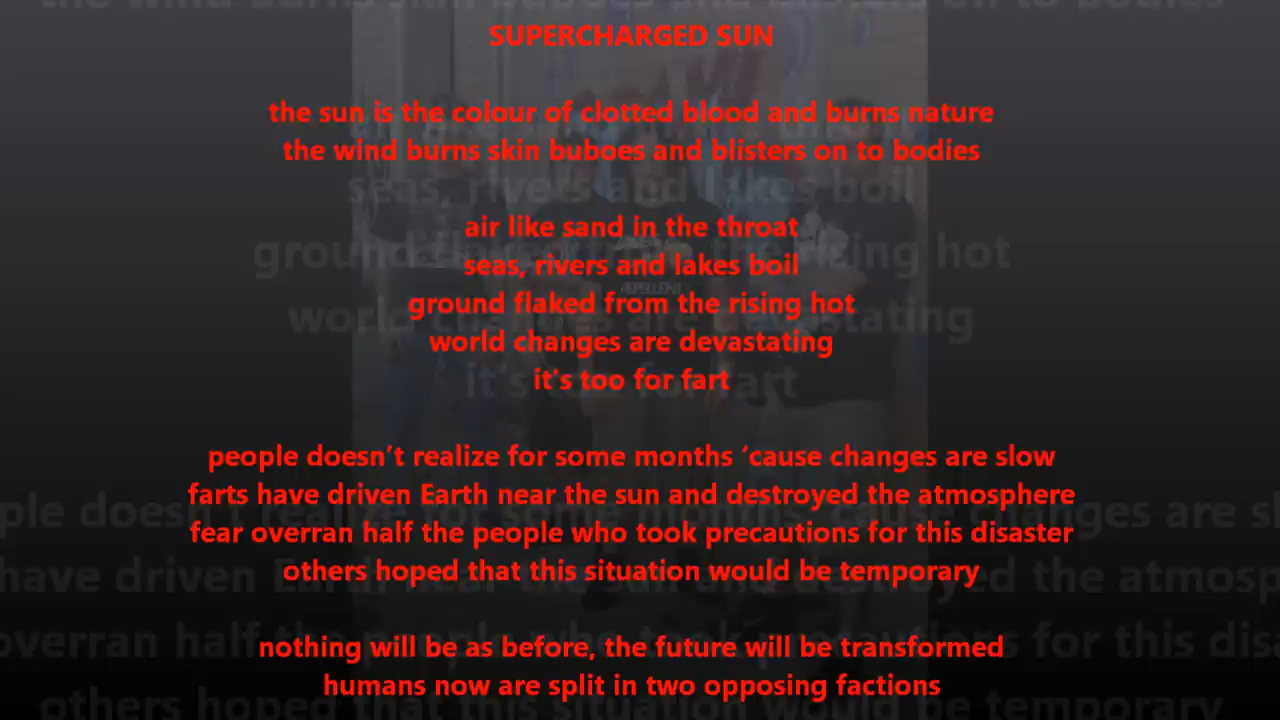 SUPERCHARGED SUN
the sun is the colour of clotted blood and burns nature
the wind burns skin buboes and blisters on to bodies
air like sand in the throat
seas, rivers and lakes boil
ground flaked from the rising hot
world changes are devastating
it's too for fart
people doesn't realize for some months ‘cause changes are slow
farts have driven Earth near the sun and destroyed the atmosphere
fear overran half the people who took precautions for this disaster
others hoped that this situation would be temporary
nothing will be as before, the future will be transformed
humans now are split in two opposing factions